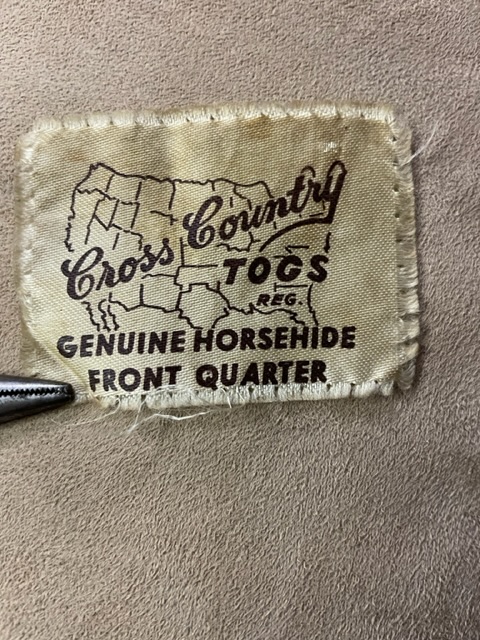 Cross Country
TOGS
REG.
GENUINE HORSEHIDE
FRONT QUARTER